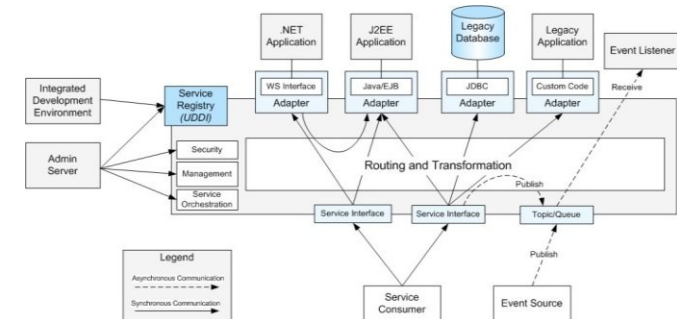 .NET
Application
J2EE
Application
Legacy
Database
Legacy
Application
Event Listener
WS Interface
Java/EJB
JDBC
Custom Code
Adapter
Adapter
Adapter
Adapter
Receive
Integrated
Development
Environment
Service
Registry
(UDDI)
Admin
Server
Security
Management
Service
Orchestration
Routing and Transformation
Publish
Service Interface
Service Interface
Topic/Queue
Publish
Legend
Asynchronous Communication
Synchronous Communication
Service
Consumer
Event Source